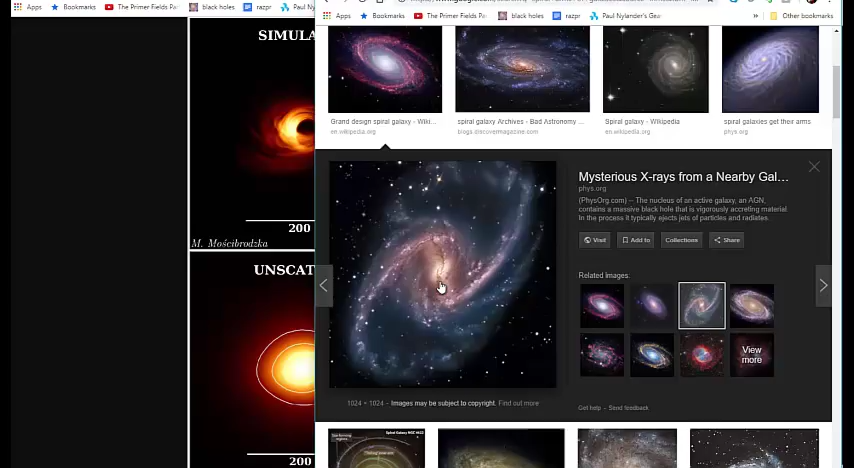 Apps Bookmarks The Primer Fields Pa black holes razpr Paul Ny
Apps Bookmarks The Primer Fields Pa black holes razpr Paul Nylander's Gea » Other bookmarks
SIMULA
200
M. Mościbrodzka
UNSCAT
200
Grand design spiral galaxy - Wiki...
en.wikipedia.org
spiral galaxy Archives - Bad Astronomy ...
blogs.discovermagazine.com
Spiral galaxy - Wikipedia
en.wikipedia.org
spiral galaxies get their arms
phys.org
Mysterious X-rays from a Nearby Gal...
phys.org
(PhysOrg.com) -- The nucleus of an active galaxy, an AGN,
contains a massive black hole that is vigorously accreting material
In the process it typically ejects jets of particles and radiates.
Visit Add to Collections Share
Related Images:
View
more
1024 × 1024 - Images may be subject to copyright. Find out more
Get help - Send feedback
Spiral Galaxy NGC